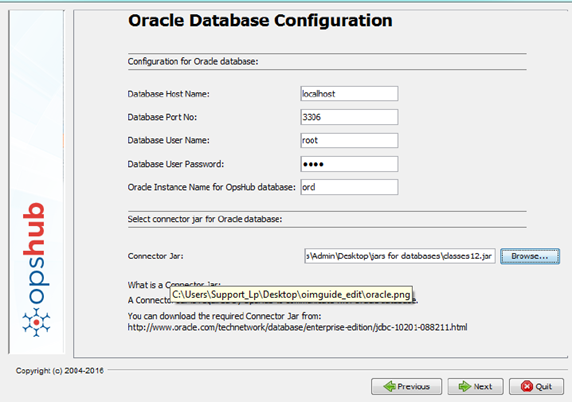 Oracle Database Configuration
Configuration for Oracle database:
Database Host Name: localhost
Database Port No: 3306
Database User Name: root
Database User Password: ••••
Oracle Instance Name for OpsHub database: ord
Select connector jar for Oracle database:
Connector Jar: \Admin\Desktop\jars for databases\classes12.jar Browse...
What is a Connector Jar:
C:\Users\Support_Lp\Desktop\oimguide_edit\oracle.png
A Connector database.
You can download the required Connector Jar from:
http://www.oracle.com/technetwork/database/enterprise-edition/jdbc-10201-088211.html
opshub
Copyright (c) 2004-2016
Previous Next Quit